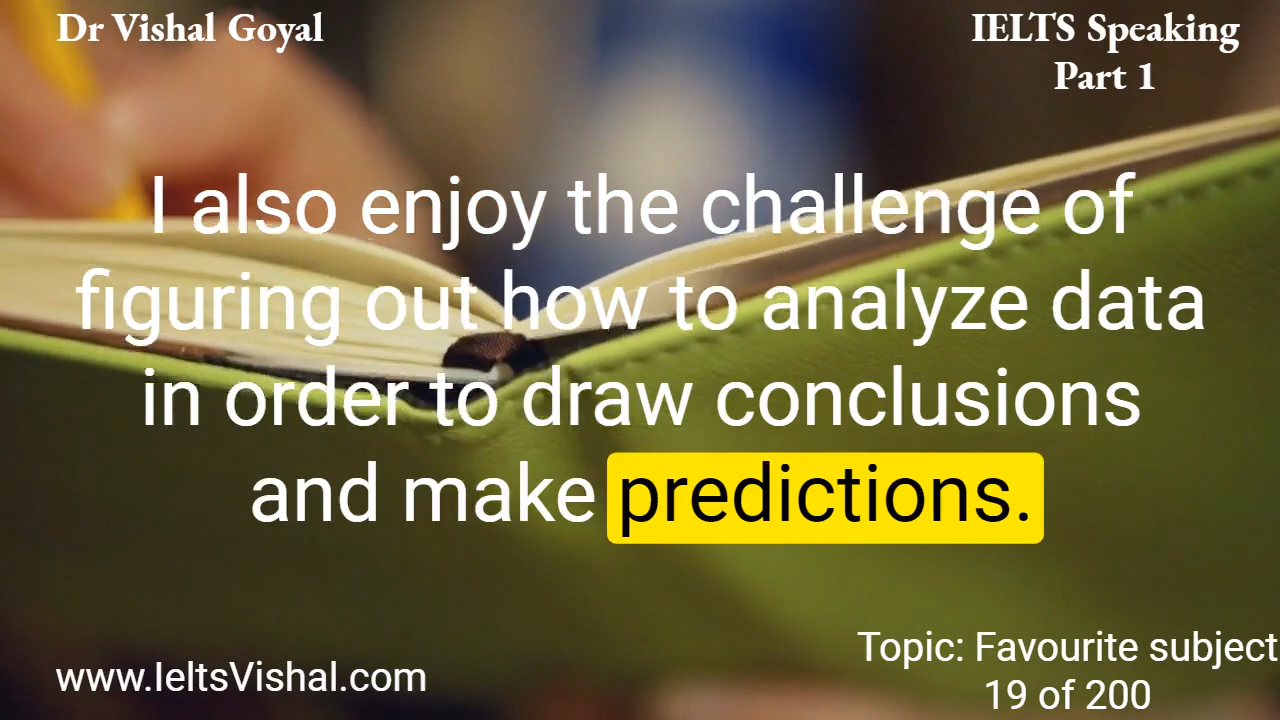 Dr Vishal Goyal
IELTS Speaking
Part 1
I also enjoy the challenge of
figuring out how to analyze data
in order to draw conclusions
and make predictions.
www.IeltsVishal.com
Topic: Favourite subject
19 of 200